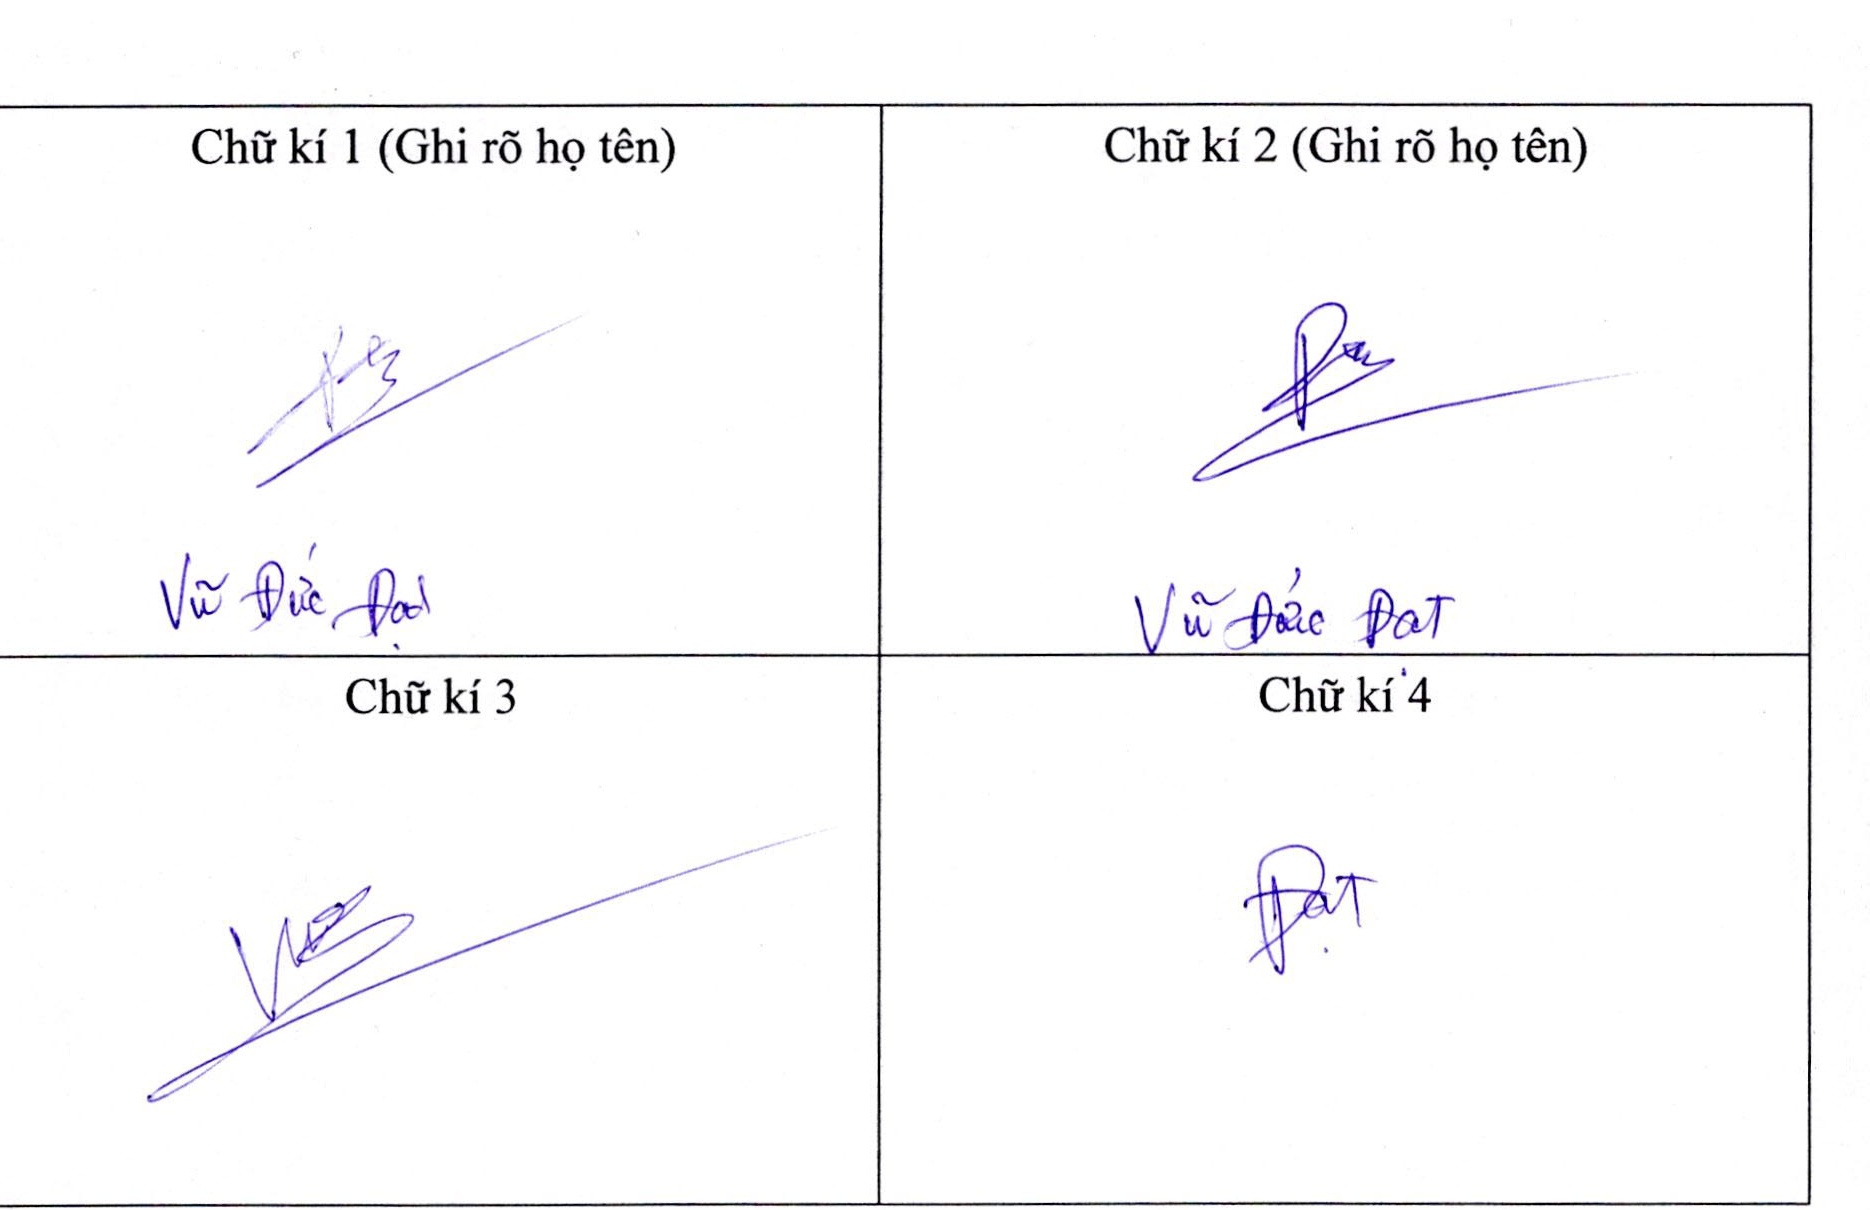 Chữ kí 1 (Ghi rõ họ tên)
Chữ kí 2 (Ghi rõ họ tên)
Vũ Đức Đạt
Vũ Đức Đạt
Chữ kí 3
Chữ kí 4
Đạt